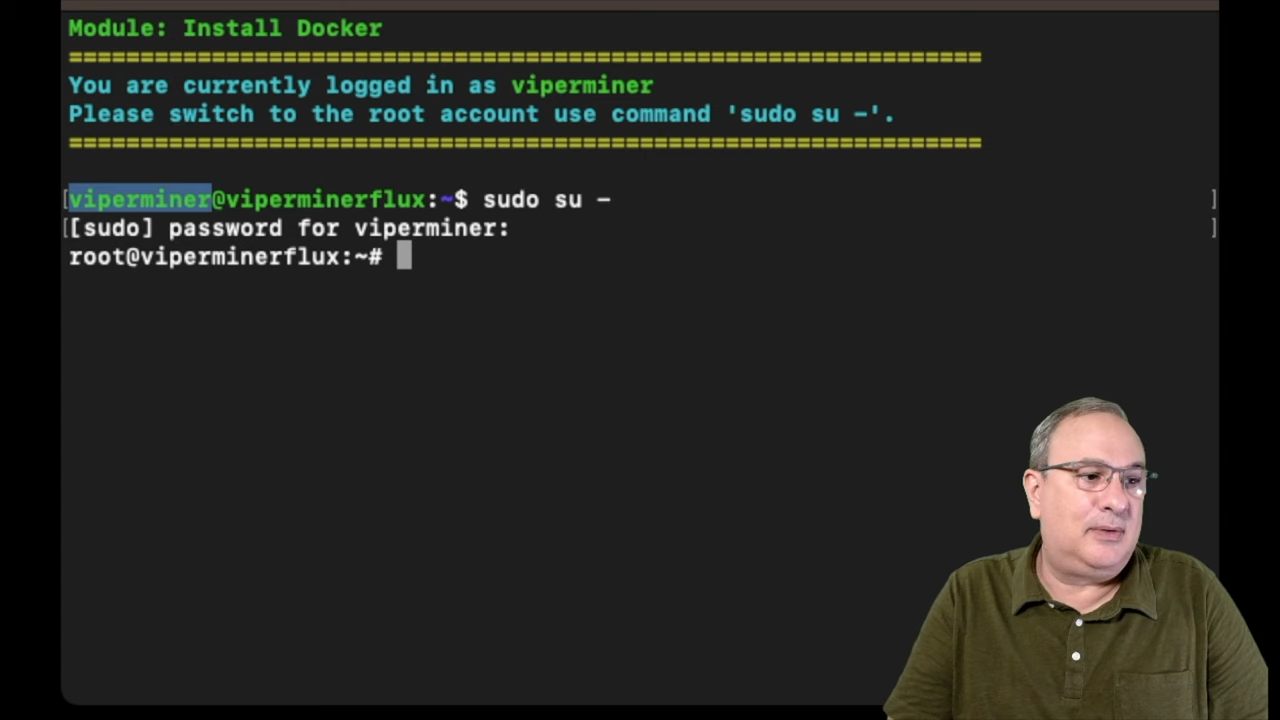 Module: Install Docker
================================================================
You are currently logged in as viperminer
Please switch to the root account use command 'sudo su -'.
================================================================
[viperminer@viperminerflux:~$ sudo su - ]
[[sudo] password for viperminer: ]
root@viperminerflux:~#